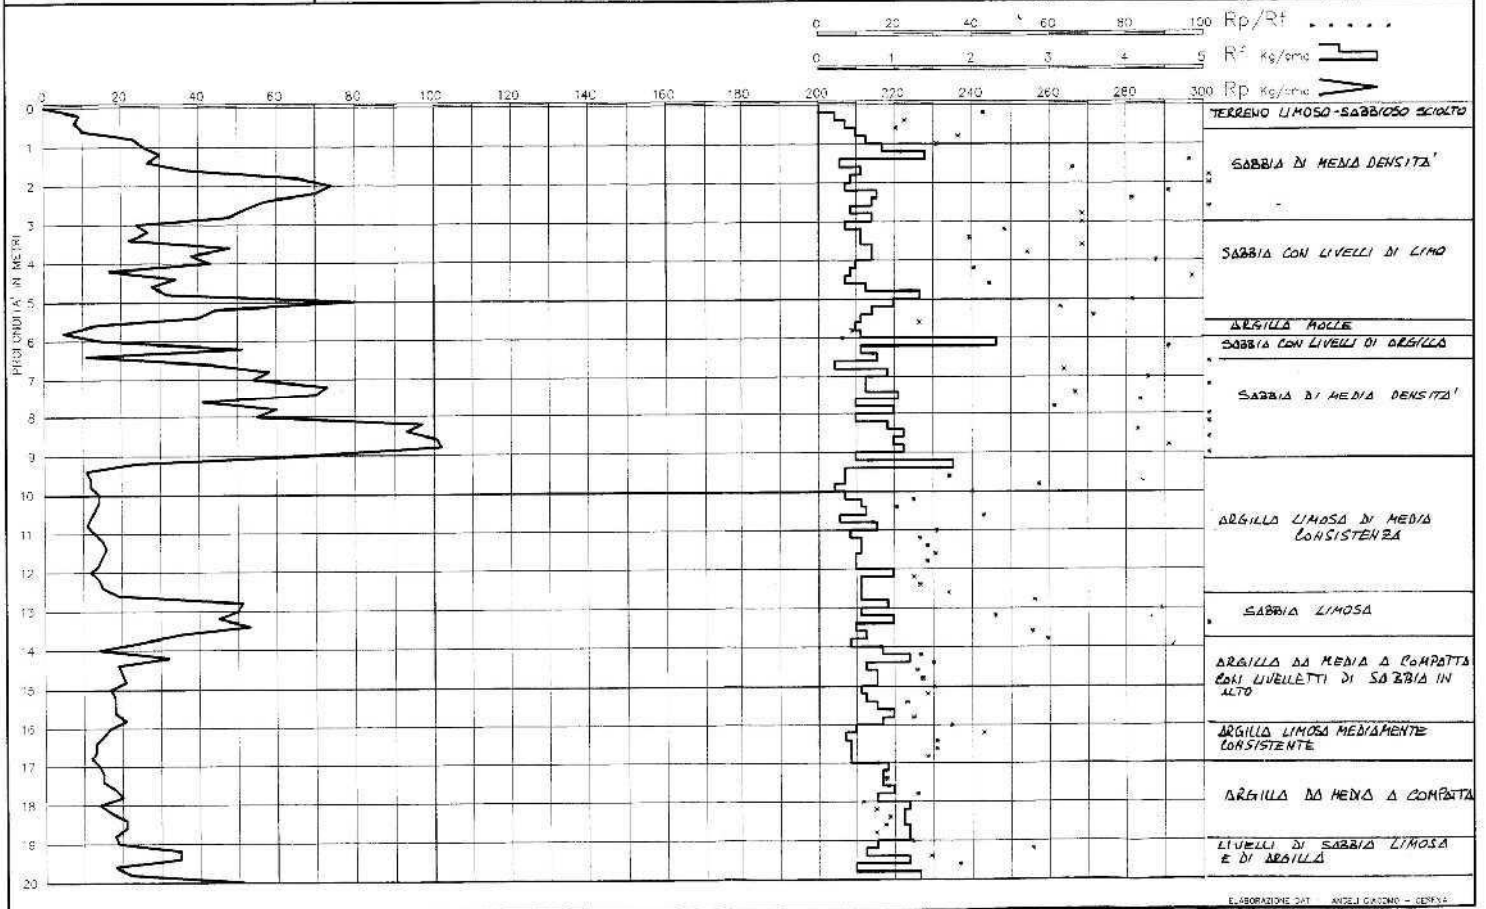 0 20 40 60 80 100 Rp/Rf
0 1 2 3 4 5 Rf Kg/cmq
0 20 40 60 80 100 120 140 160 180 200 220 240 260 280 300 Rp Kg/cmq
PROFONDITA' IN METRI
0
1
2
3
4
5
6
7
8
9
10
11
12
13
14
15
16
17
18
19
20
TERRENO LIMOSO-SABBIOSO SCIOLTO
SABBIA DI MEDIA DENSITA'
SABBIA CON LIVELLI DI LIMO
ARGILLA MOLLE
SABBIA CON LIVELLI DI ARGILLA
SABBIA DI MEDIA DENSITA'
ARGILLA LIMOSA DI MEDIA
CONSISTENZA
SABBIA LIMOSA
ARGILLA DA MEDIA A COMPATTA
CON LIVELLETTI DI SABBIA IN
ALTO
ARGILLA LIMOSA MEDIAMENTE
CONSISTENTE
ARGILLA DA MEDIA A COMPATTA
LIVELLI DI SABBIA LIMOSA
E DI ARGILLA
ELABORAZIONE DATI ANGELI GIACOMO - CESENA